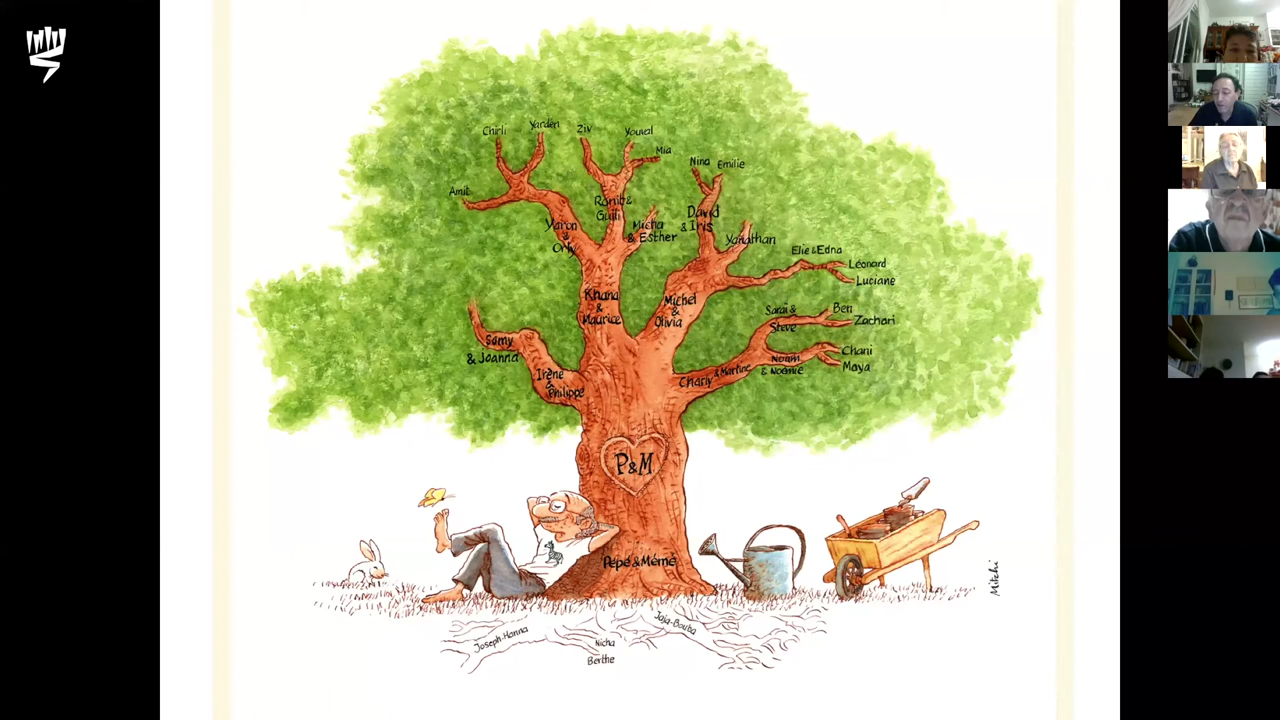 Chirli
Yardèn
Ziv
Youval
Mia
Nina
Emilie
Amit
Ronit &
Guili
Yaron
&
Orly
Micha
& Esther
David
& Iris
Yonathan
Elie & Edna
Léonard
Luciane
Khana
&
Maurice
Michel
&
Olivia
Saraï &
Steve
Ben
Zachari
Samy
& Joanna
Irène
&
Philippe
Charly & Martine
Noam
& Noémie
Chani
Maya
P&M
Pépé & Mémé
Mitchi
Joseph-Hanna
Nicha
Berthe
Jaja-Bouba